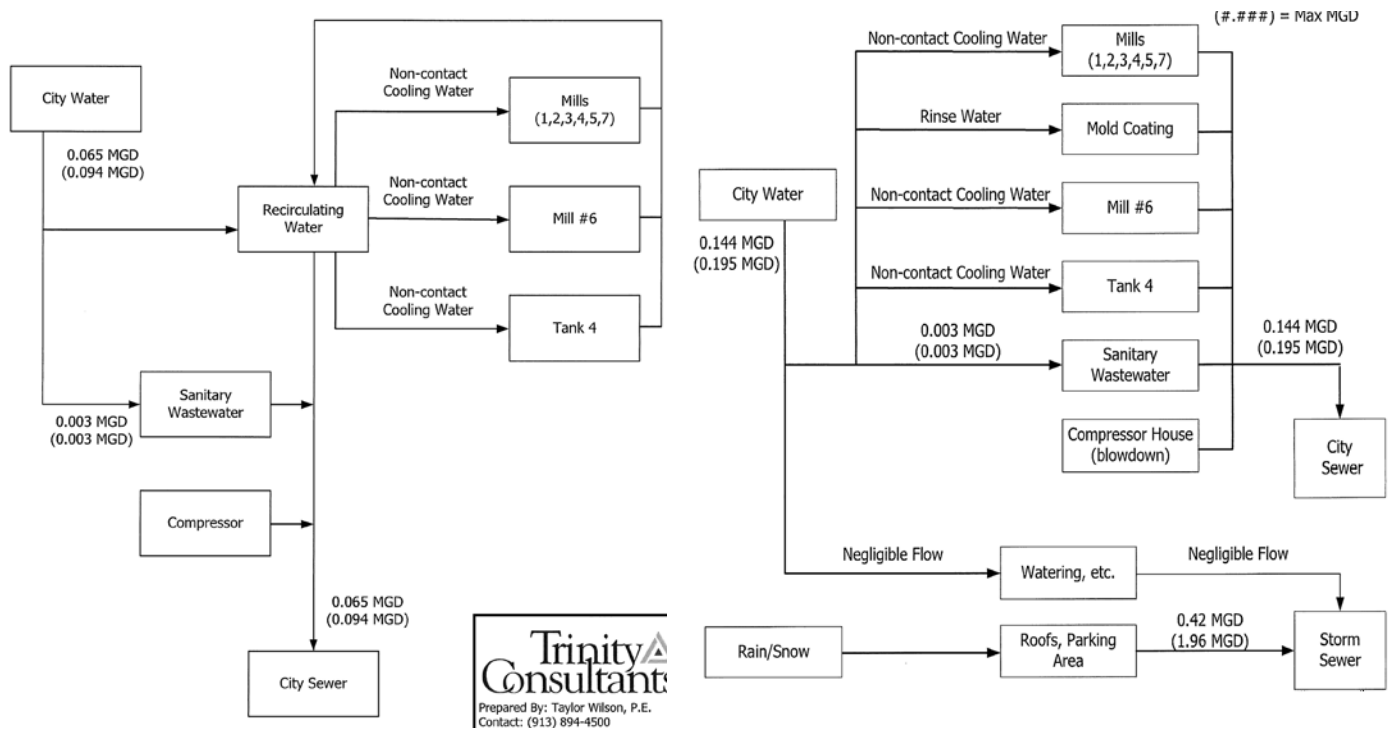 City Water
0.065 MGD
(0.094 MGD)
Non-contact
Cooling Water
Mills
(1,2,3,4,5,7)
Recirculating
Water
Non-contact
Cooling Water
Mill #6
Non-contact
Cooling Water
Tank 4
Sanitary
Wastewater
0.003 MGD
(0.003 MGD)
Compressor
0.065 MGD
(0.094 MGD)
City Sewer
Trinity
Consultants
Prepared By: Taylor Wilson, P.E.
Contact: (913) 894-4500
(#.###) = Max MGD
Non-contact Cooling Water
Mills
(1,2,3,4,5,7)
Rinse Water
Mold Coating
City Water
Non-contact Cooling Water
Mill #6
0.144 MGD
(0.195 MGD)
Non-contact Cooling Water
Tank 4
0.003 MGD
(0.003 MGD)
Sanitary
Wastewater
0.144 MGD
(0.195 MGD)
Compressor House
(blowdown)
City
Sewer
Negligible Flow
Watering, etc.
Negligible Flow
Rain/Snow
Roofs, Parking
Area
0.42 MGD
(1.96 MGD)
Storm
Sewer